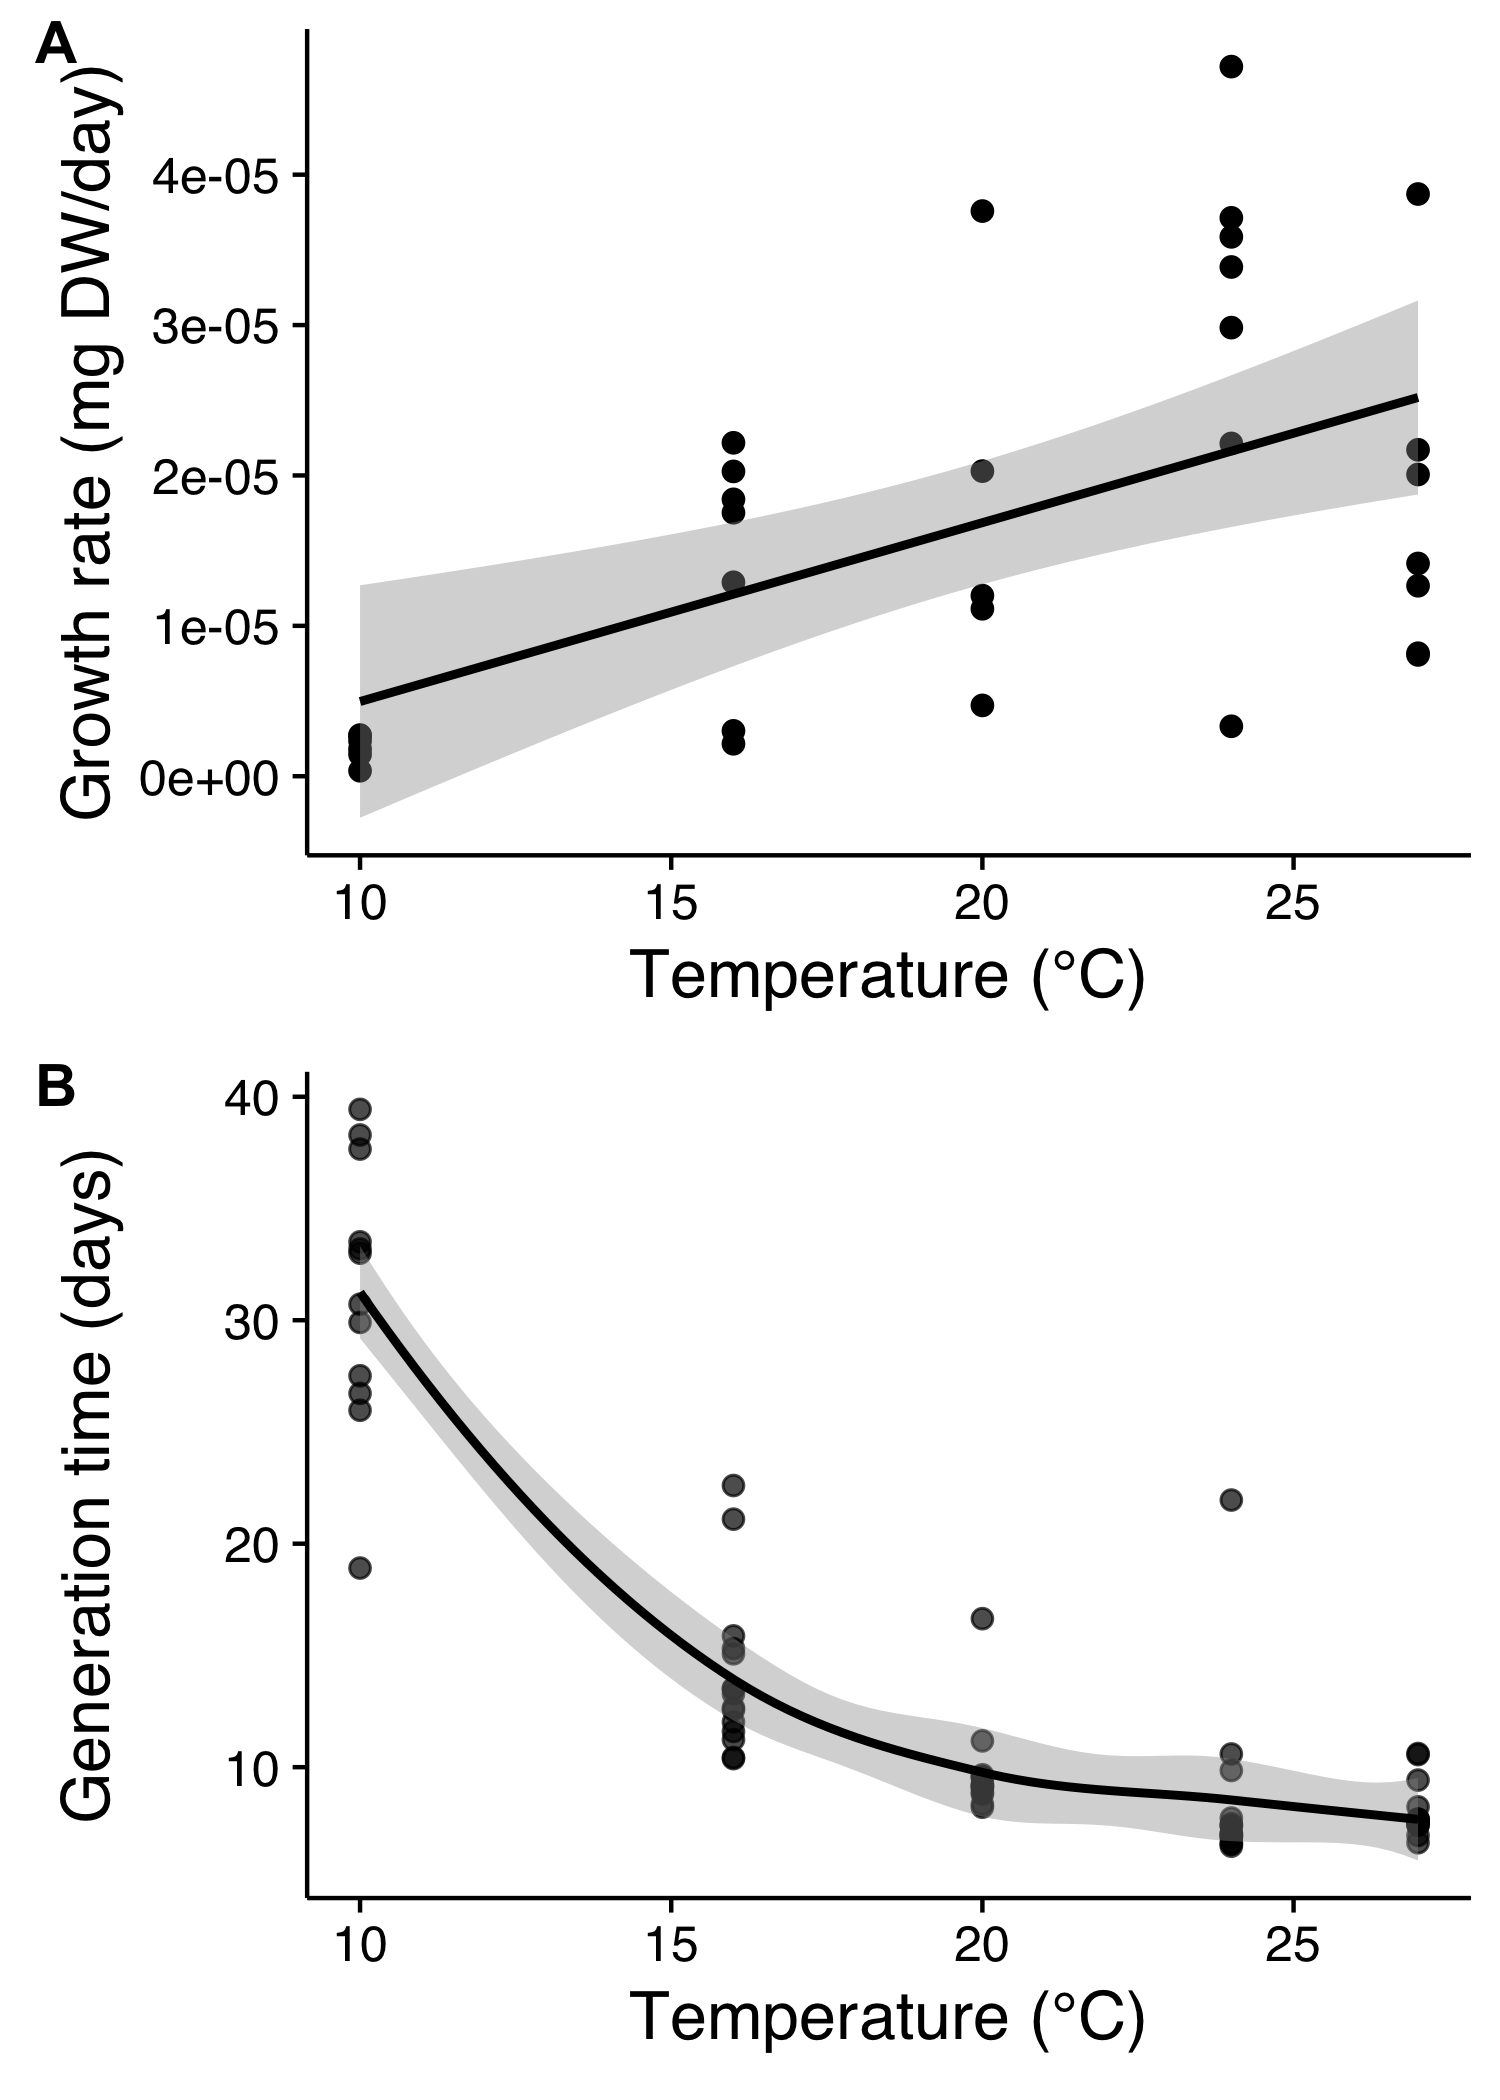 A
Growth rate (mg DW/day)
4e-05
3e-05
2e-05
1e-05
0e+00
10 15 20 25
Temperature (°C)
B
Generation time (days)
40
30
20
10
10 15 20 25
Temperature (°C)